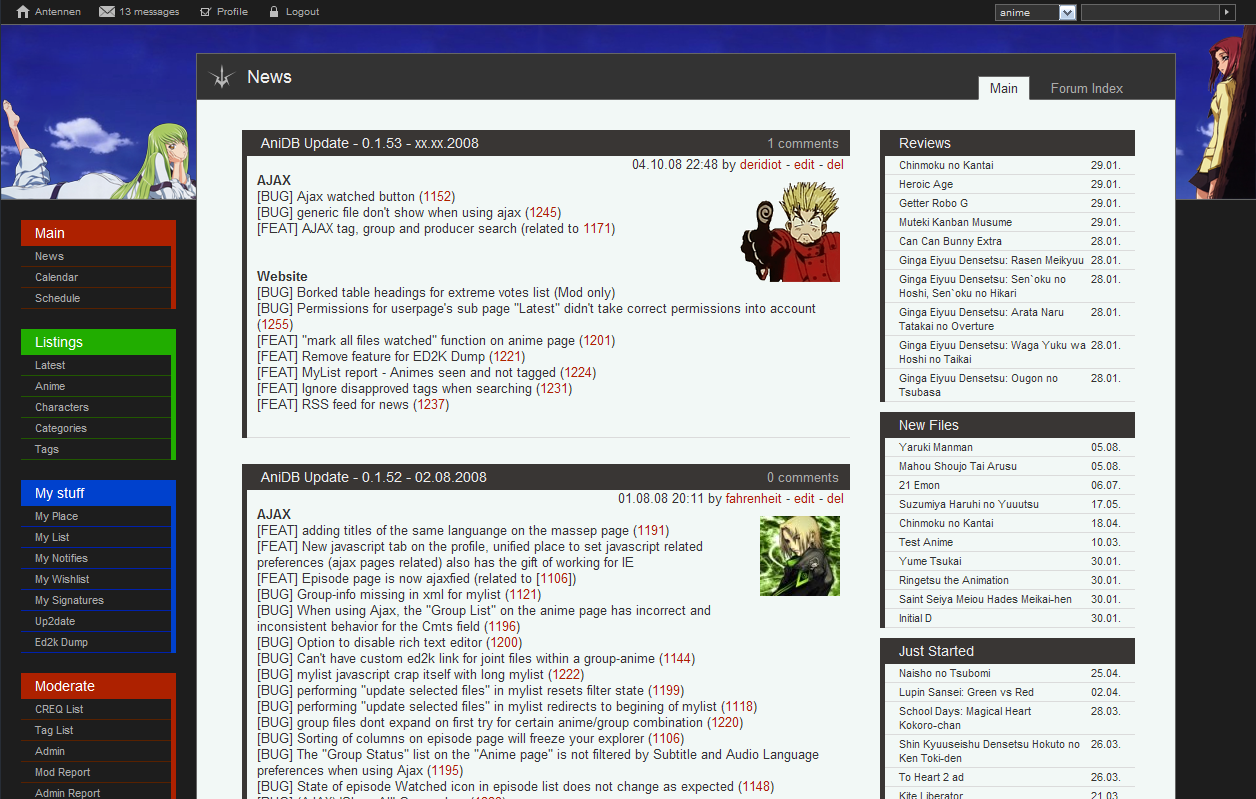 Antennen 13 messages Profile Logout anime
News
Main Forum Index
Main
News
Calendar
Schedule
Listings
Latest
Anime
Characters
Categories
Tags
My stuff
My Place
My List
My Notifies
My Wishlist
My Signatures
Up2date
Ed2k Dump
Moderate
CREQ List
Tag List
Admin
Mod Report
Admin Report
AniDB Update - 0.1.53 - xx.xx.2008 1 comments
04.10.08 22:48 by deridiot - edit - del
AJAX
[BUG] Ajax watched button (1152)
[BUG] generic file don't show when using ajax (1245)
[FEAT] AJAX tag, group and producer search (related to 1171)
Website
[BUG] Borked table headings for extreme votes list (Mod only)
[BUG] Permissions for userpage's sub page "Latest" didn't take correct permissions into account
(1255)
[FEAT] "mark all files watched" function on anime page (1201)
[FEAT] Remove feature for ED2K Dump (1221)
[FEAT] MyList report - Animes seen and not tagged (1224)
[FEAT] Ignore disapproved tags when searching (1231)
[FEAT] RSS feed for news (1237)
AniDB Update - 0.1.52 - 02.08.2008 0 comments
01.08.08 20:11 by fahrenheit - edit - del
AJAX
[FEAT] adding titles of the same languange on the massep page (1191)
[FEAT] New javascript tab on the profile, unified place to set javascript related
preferences (ajax pages related) also has the gift of working for IE
[FEAT] Episode page is now ajaxfied (related to [1106])
[BUG] Group-info missing in xml for mylist (1121)
[BUG] When using Ajax, the "Group List" on the anime page has incorrect and
inconsistent behavior for the Cmts field (1196)
[BUG] Option to disable rich text editor (1200)
[BUG] Can't have custom ed2k link for joint files within a group-anime (1144)
[BUG] mylist javascript crap itself with long mylist (1222)
[BUG] performing "update selected files" in mylist resets filter state (1199)
[BUG] performing "update selected files" in mylist redirects to begining of mylist (1118)
[BUG] group files dont expand on first try for certain anime/group combination (1220)
[BUG] Sorting of columns on episode page will freeze your explorer (1106)
[BUG] The "Group Status" list on the "Anime page" is not filtered by Subtitle and Audio Language
preferences when using Ajax (1195)
[BUG] State of episode Watched icon in episode list does not change as expected (1148)
Reviews
Chinmoku no Kantai 29.01.
Heroic Age 29.01.
Getter Robo G 29.01.
Muteki Kanban Musume 29.01.
Can Can Bunny Extra 28.01.
Ginga Eiyuu Densetsu: Rasen Meikyuu 28.01.
Ginga Eiyuu Densetsu: Sen`oku no 28.01.
Hoshi, Sen`oku no Hikari
Ginga Eiyuu Densetsu: Arata Naru 28.01.
Tatakai no Overture
Ginga Eiyuu Densetsu: Waga Yuku wa 28.01.
Hoshi no Taikai
Ginga Eiyuu Densetsu: Ougon no 28.01.
Tsubasa
New Files
Yaruki Manman 05.08.
Mahou Shoujo Tai Arusu 05.08.
21 Emon 06.07.
Suzumiya Haruhi no Yuuutsu 17.05.
Chinmoku no Kantai 18.04.
Test Anime 10.03.
Yume Tsukai 30.01.
Ringetsu the Animation 30.01.
Saint Seiya Meiou Hades Meikai-hen 30.01.
Initial D 30.01.
Just Started
Naisho no Tsubomi 25.04.
Lupin Sansei: Green vs Red 02.04.
School Days: Magical Heart 28.03.
Kokoro-chan
Shin Kyuuseishu Densetsu Hokuto no 26.03.
Ken Toki-den
To Heart 2 ad 26.03.
Kite Liberator 21.03.